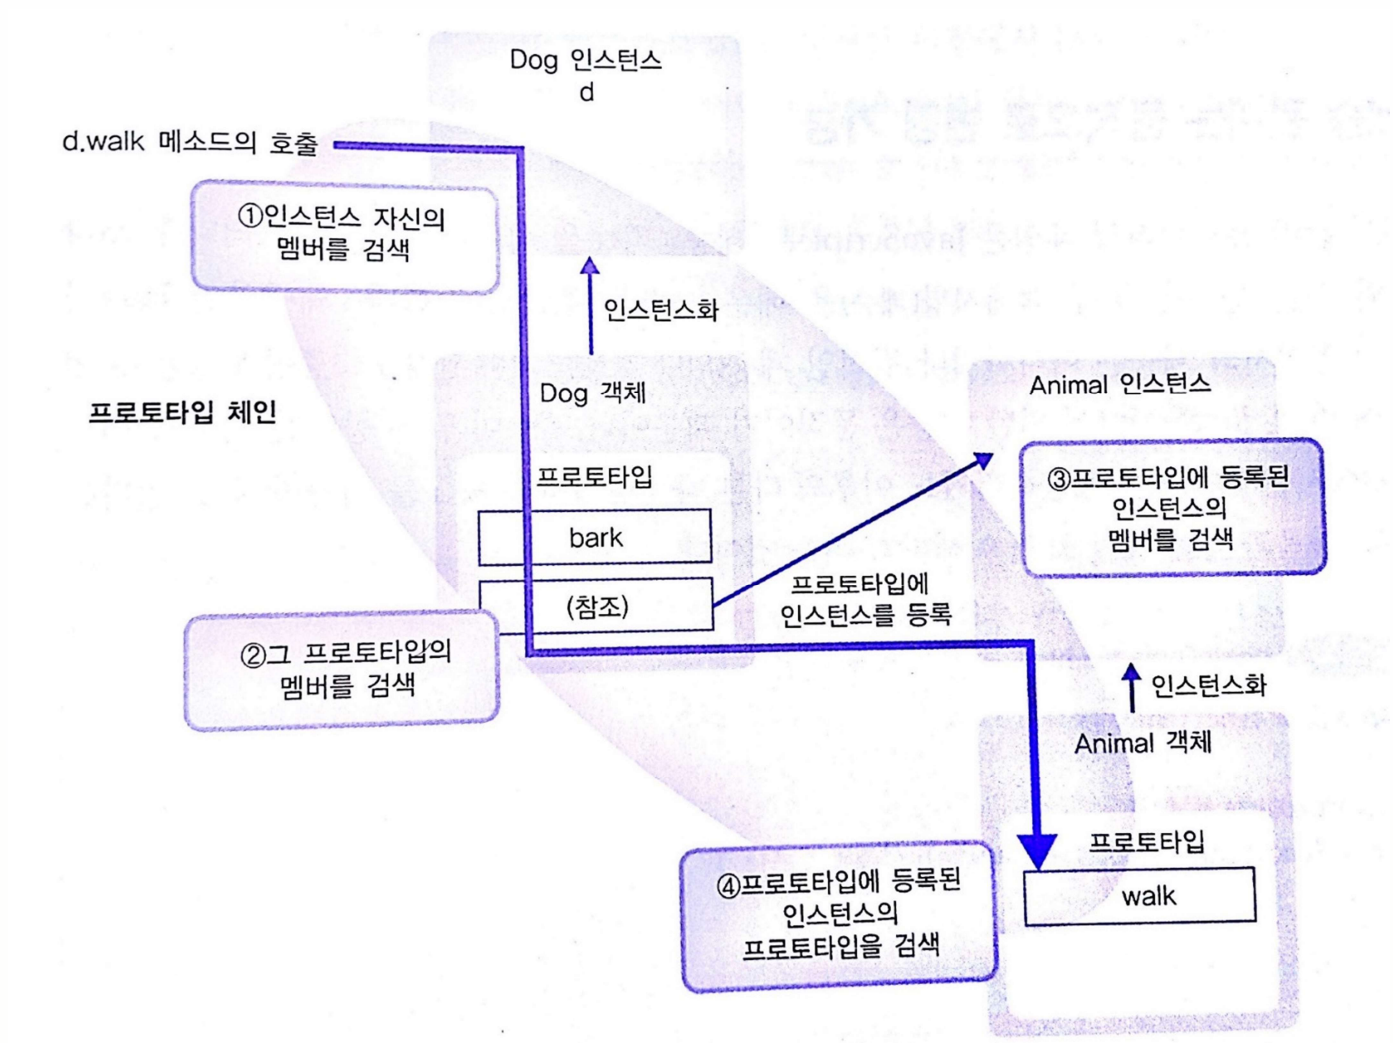 Dog 인스턴스
d
d.walk 메소드의 호출
①인스턴스 자신의
멤버를 검색
인스턴스화
Dog 객체
Animal 인스턴스
프로토타입 체인
프로토타입
③프로토타입에 등록된
인스턴스의
멤버를 검색
bark
(참조)
프로토타입에
인스턴스를 등록
②그 프로토타입의
멤버를 검색
인스턴스화
Animal 객체
프로토타입
④프로토타입에 등록된
인스턴스의
프로토타입을 검색
walk